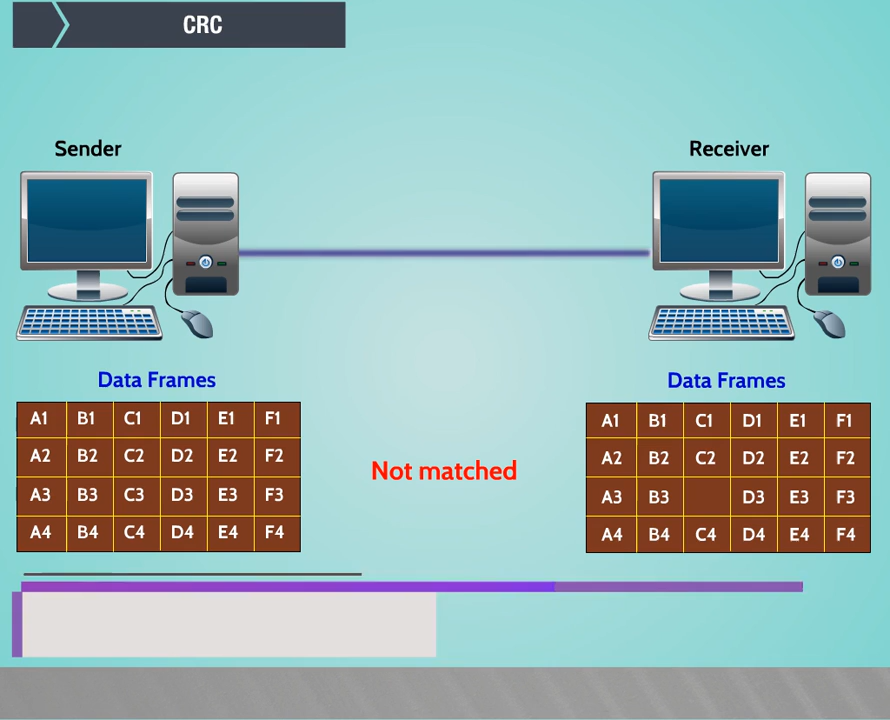 CRC
Sender
Receiver
Data Frames
Data Frames
A1 B1 C1 D1 E1 F1
A2 B2 C2 D2 E2 F2
A3 B3 C3 D3 E3 F3
A4 B4 C4 D4 E4 F4
Not matched
A1 B1 C1 D1 E1 F1
A2 B2 C2 D2 E2 F2
A3 B3 D3 E3 F3
A4 B4 C4 D4 E4 F4